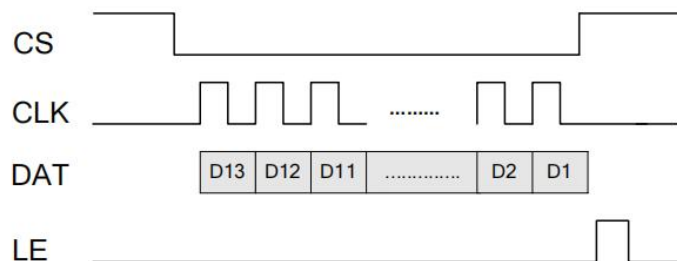 CS
CLK .........
DAT D13 D12 D11 ............. D2 D1
LE